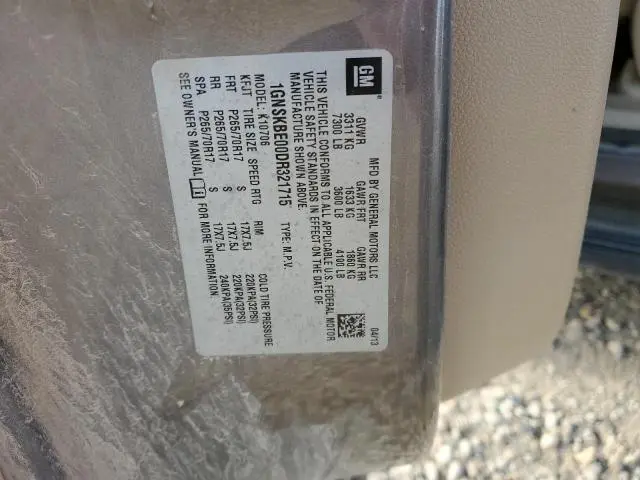 GM
®
MFD BY GENERAL MOTORS LLC 04/13
GVWR GAWR FRT GAWR RR
3311 KG 1633 KG 1860 KG
7300 LB 3600 LB 4100 LB
THIS VEHICLE CONFORMS TO ALL APPLICABLE U.S. FEDERAL MOTOR
VEHICLE SAFETY STANDARDS IN EFFECT ON THE DATE OF
MANUFACTURE SHOWN ABOVE.
1GNSKBE00DR321715 TYPE: M.P.V.
MODEL: K10706
KFJT TIRE SIZE SPEED RTG RIM COLD TIRE PRESSURE
FRT P265/70R17 S 17X7.5J 220KPA(32PSI)
RR P265/70R17 S 17X7.5J 220KPA(32PSI)
SPA P265/70R17 S 17X7.5J 240KPA(35PSI)
SEE OWNER'S MANUAL i FOR MORE INFORMATION.